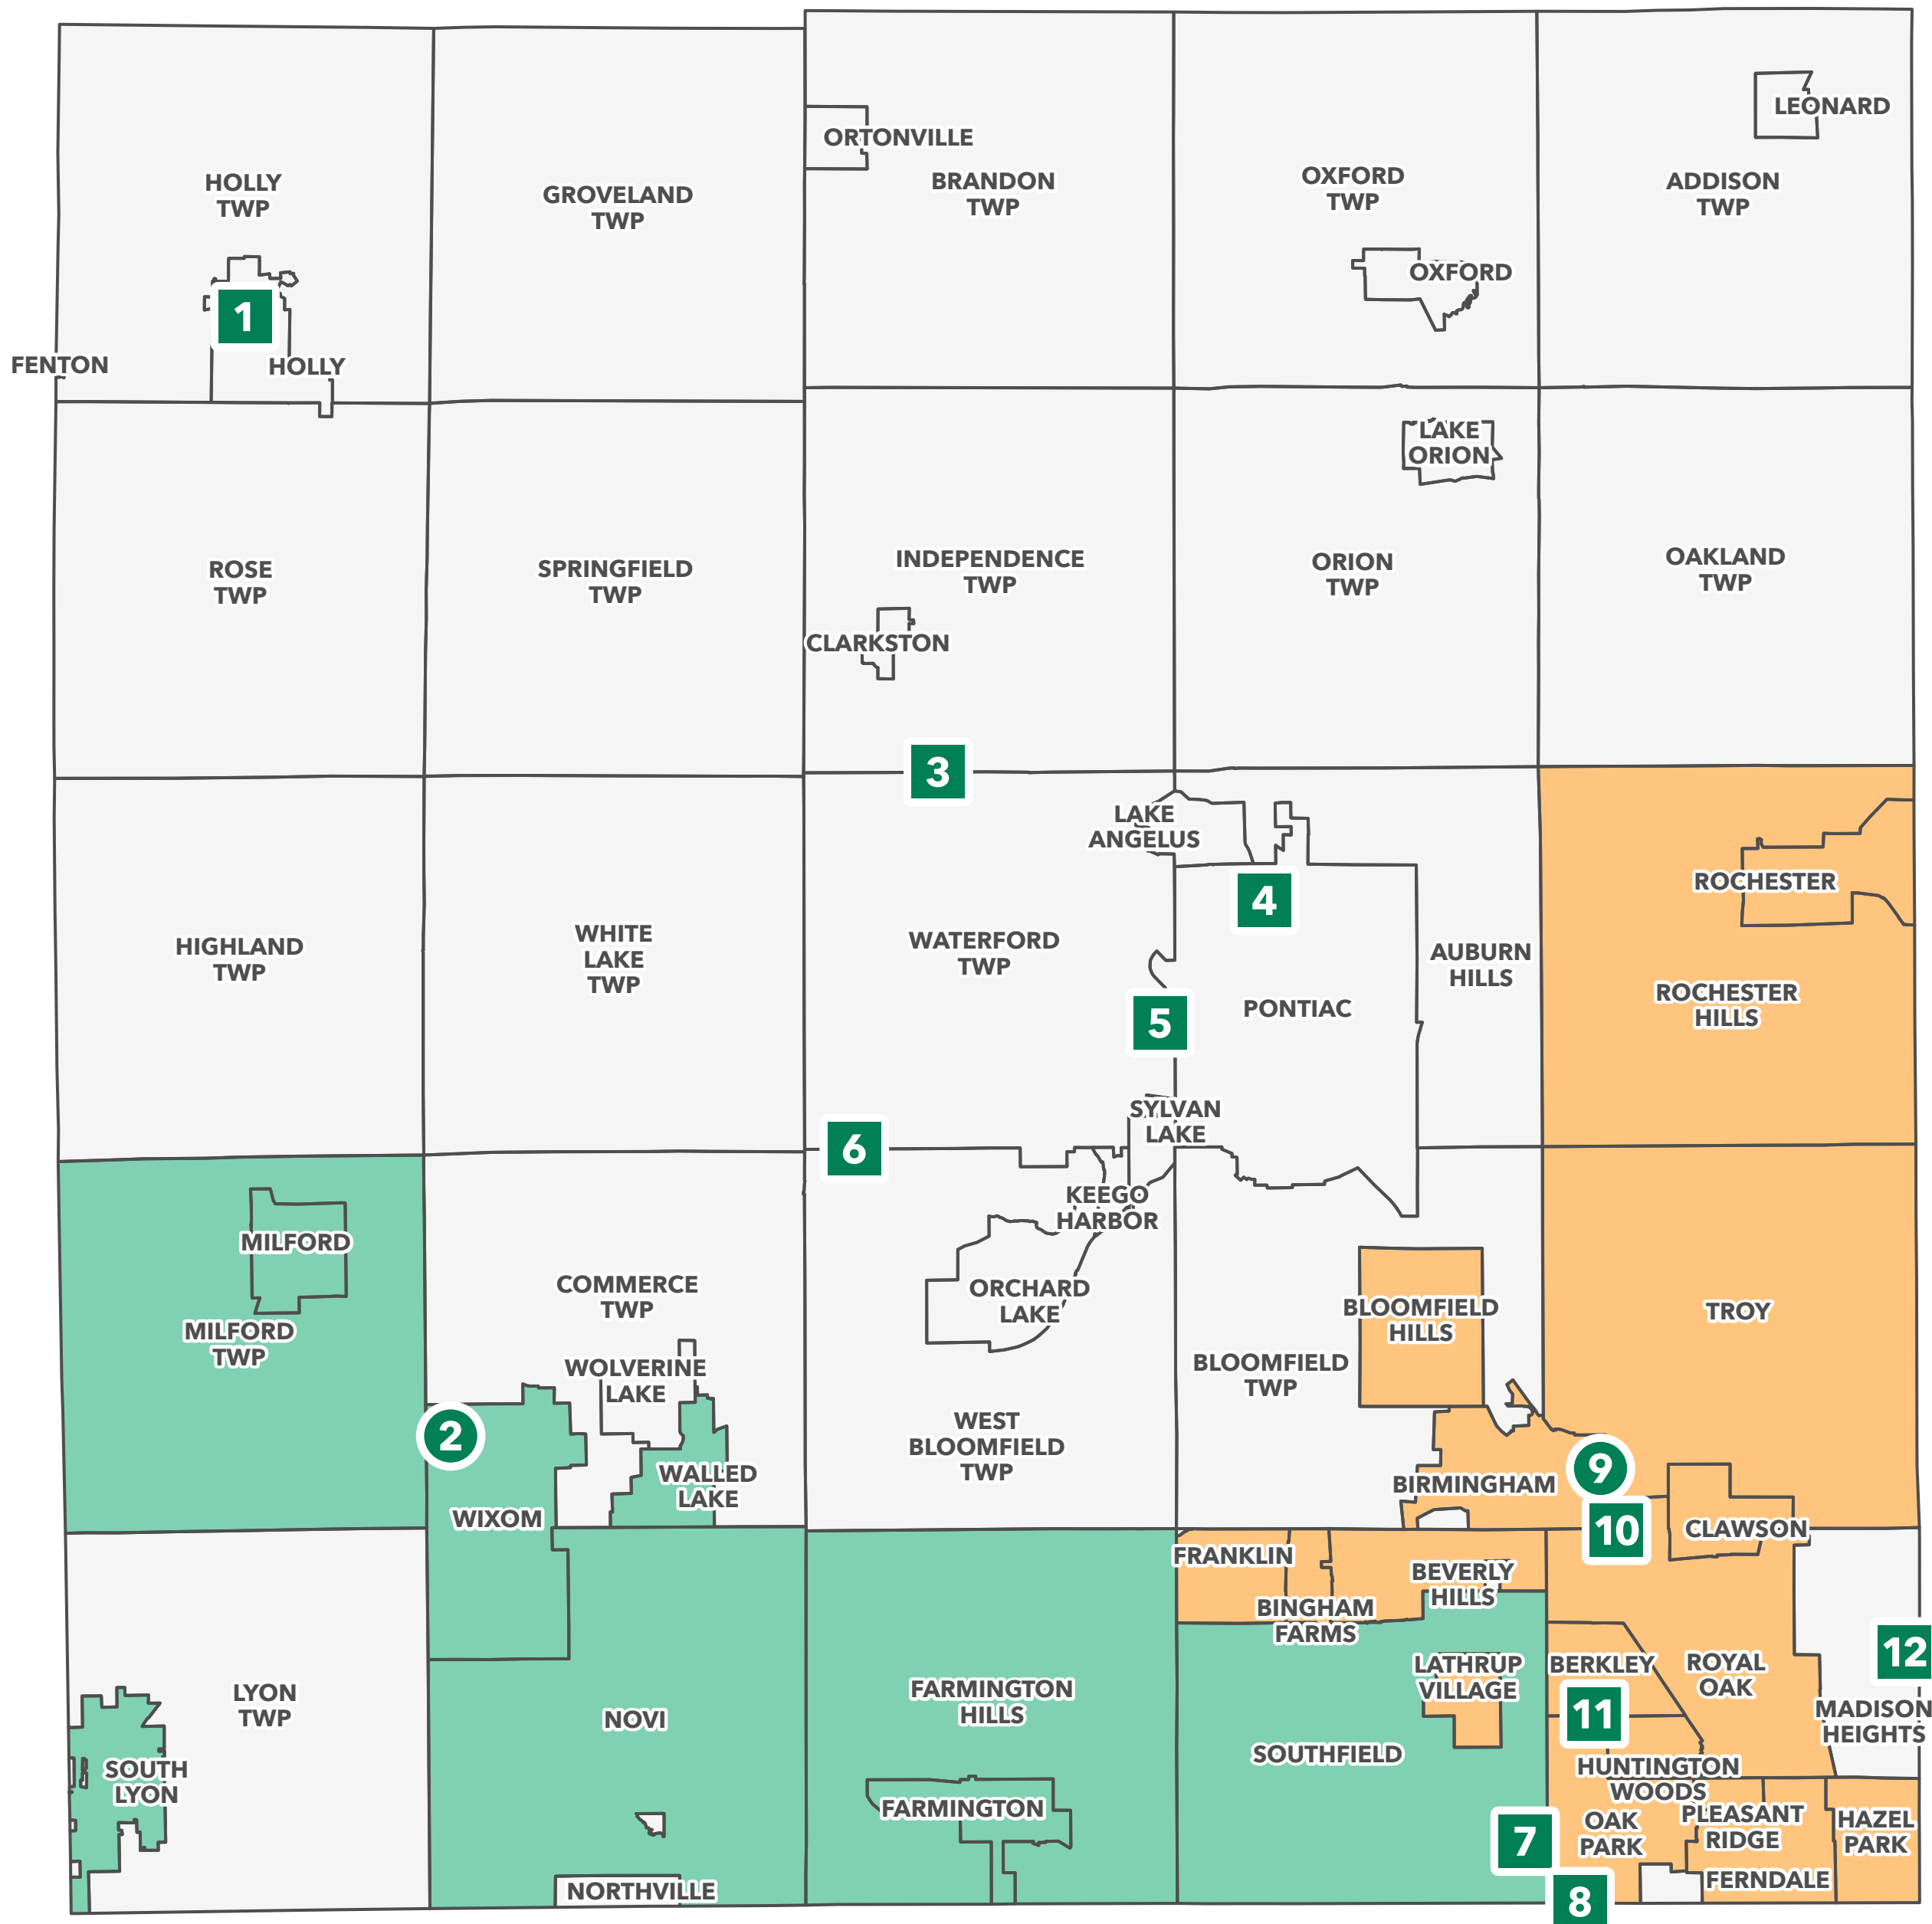 LEONARD
ORTONVILLE
HOLLY
TWP
GROVELAND
TWP
BRANDON
TWP
OXFORD
TWP
ADDISON
TWP
OXFORD
1
FENTON
HOLLY
LAKE
ORION
ROSE
TWP
SPRINGFIELD
TWP
INDEPENDENCE
TWP
ORION
TWP
OAKLAND
TWP
CLARKSTON
3
LAKE
ANGELUS
ROCHESTER
4
HIGHLAND
TWP
WHITE
LAKE
TWP
WATERFORD
TWP
AUBURN
HILLS
PONTIAC
ROCHESTER
HILLS
5
SYLVAN
LAKE
6
KEEGO
HARBOR
MILFORD
MILFORD
TWP
COMMERCE
TWP
ORCHARD
LAKE
BLOOMFIELD
HILLS
TROY
WOLVERINE
LAKE
BLOOMFIELD
TWP
2
WEST
BLOOMFIELD
TWP
WALLED
LAKE
BIRMINGHAM
9
WIXOM
10
CLAWSON
FRANKLIN
BEVERLY
HILLS
BINGHAM
FARMS
12
LYON
TWP
NOVI
FARMINGTON
HILLS
LATHRUP
VILLAGE
BERKLEY
ROYAL
OAK
11
MADISON
HEIGHTS
SOUTHFIELD
SOUTH
LYON
HUNTINGTON
WOODS
FARMINGTON
7
OAK
PARK
PLEASANT
RIDGE
HAZEL
PARK
NORTHVILLE
8
FERNDALE